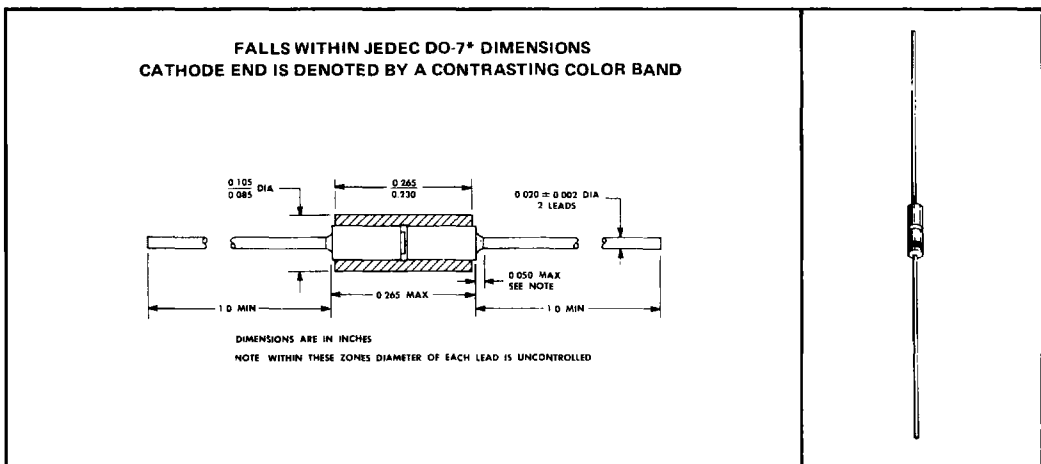 FALLS WITHIN JEDEC DO-7* DIMENSIONS
CATHODE END IS DENOTED BY A CONTRASTING COLOR BAND
0.105
0.085 DIA
0.265
0.230
0 020 ± 0 002 DIA
2 LEADS
0 050 MAX
SEE NOTE
1 0 MIN
0 265 MAX
1 0 MIN
DIMENSIONS ARE IN INCHES
NOTE WITHIN THESE ZONES DIAMETER OF EACH LEAD IS UNCONTROLLED